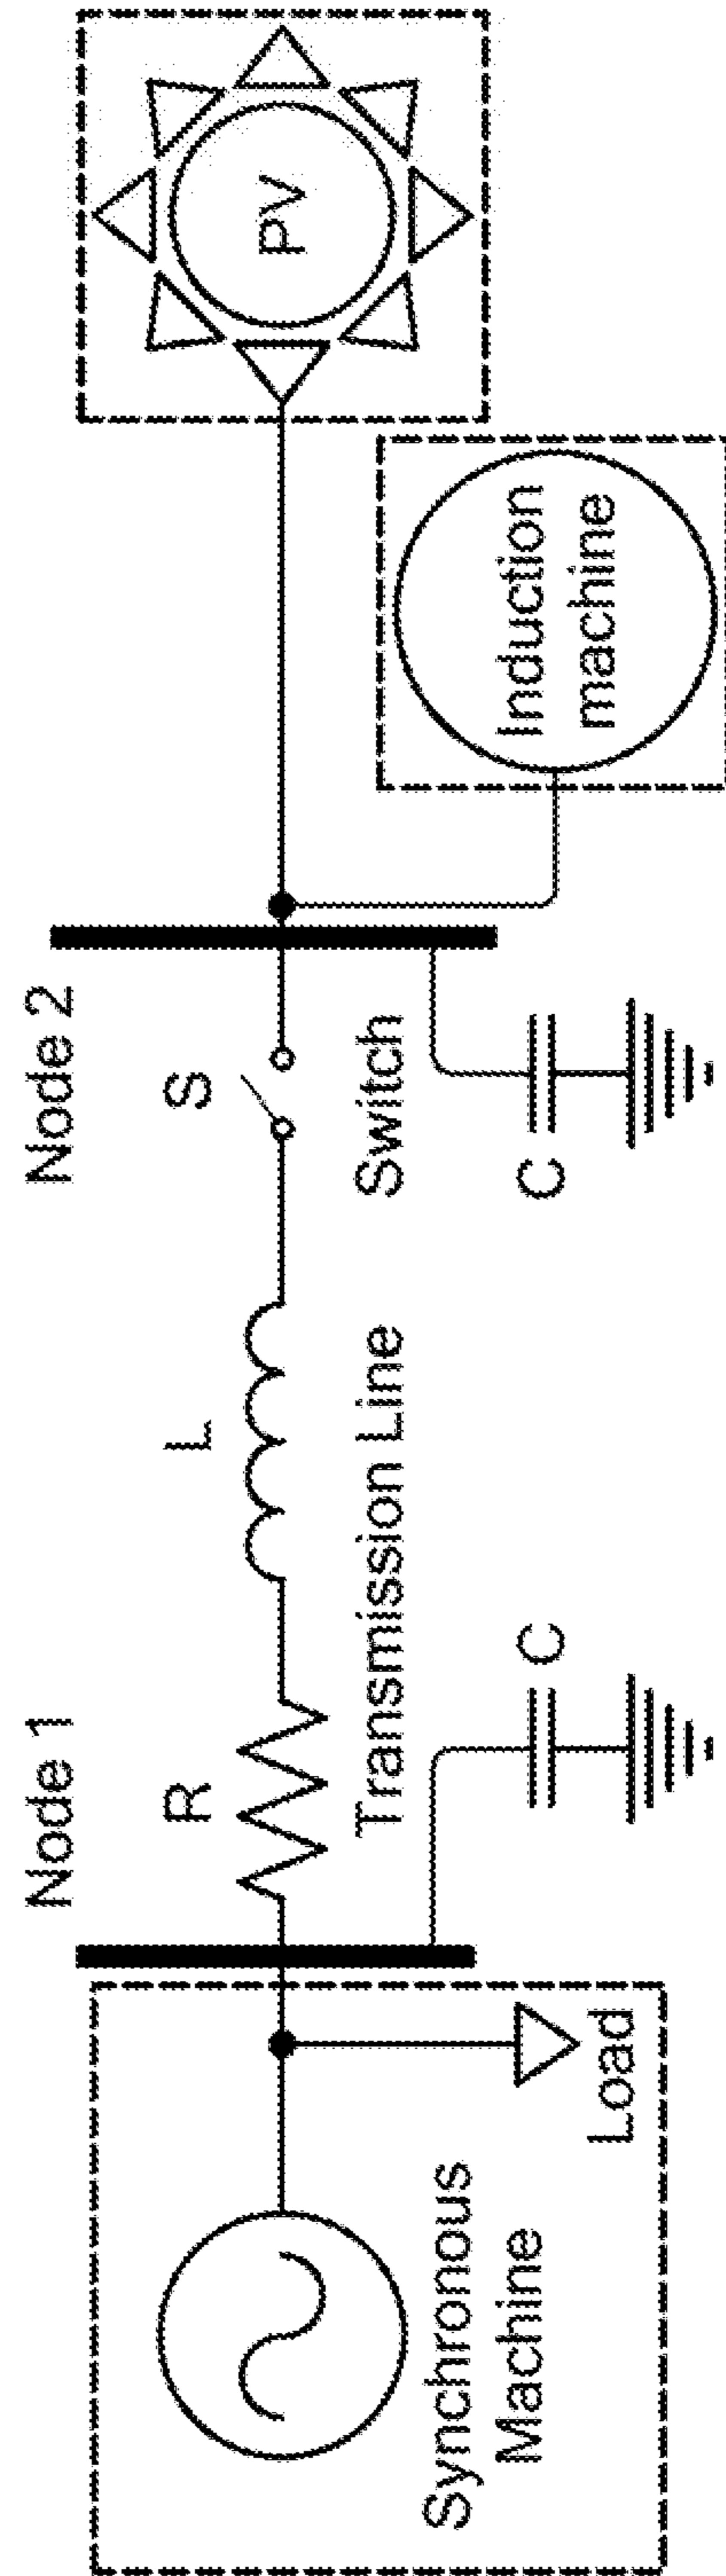 Node 1
Node 2
R
L
S
PV
Transmission Line
Switch
Induction
machine
Synchronous
Machine
Load
C
C